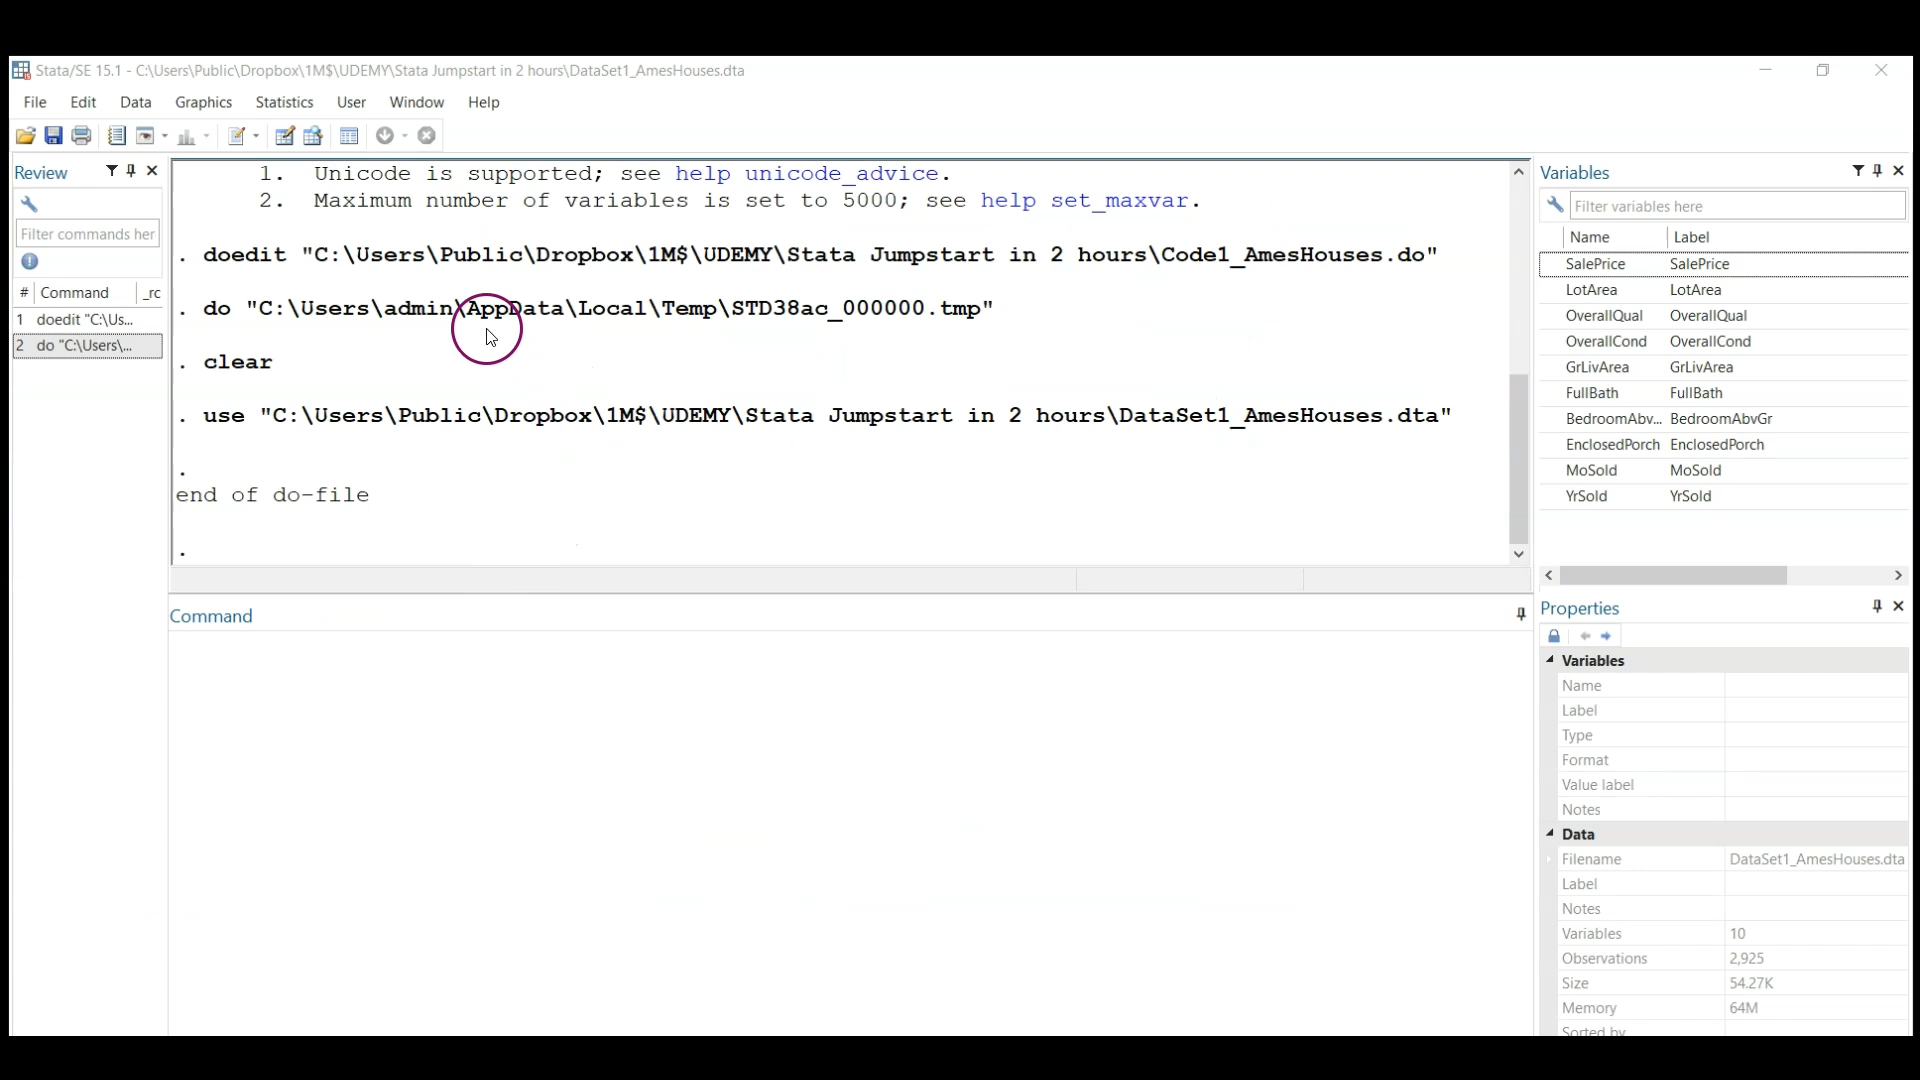 Stata/SE 15.1 - C:\Users\Public\Dropbox\1M$\UDEMY\Stata Jumpstart in 2 hours\DataSet1_AmesHouses.dta
File Edit Data Graphics Statistics User Window Help
Review
Filter commands her
# Command _rc
1 doedit "C:\Us...
2 do "C:\Users\...
1. Unicode is supported; see help unicode_advice.
2. Maximum number of variables is set to 5000; see help set_maxvar.
. doedit "C:\Users\Public\Dropbox\1M$\UDEMY\Stata Jumpstart in 2 hours\Code1_AmesHouses.do"
. do "C:\Users\admin\AppData\Local\Temp\STD38ac_000000.tmp"
. clear
. use "C:\Users\Public\Dropbox\1M$\UDEMY\Stata Jumpstart in 2 hours\DataSet1_AmesHouses.dta"
.
end of do-file
.
Command
Variables
Filter variables here
Name Label
SalePrice SalePrice
LotArea LotArea
OverallQual OverallQual
OverallCond OverallCond
GrLivArea GrLivArea
FullBath FullBath
BedroomAbv... BedroomAbvGr
EnclosedPorch EnclosedPorch
MoSold MoSold
YrSold YrSold
Properties
Variables
Name
Label
Type
Format
Value label
Notes
Data
Filename DataSet1_AmesHouses.dta
Label
Notes
Variables 10
Observations 2,925
Size 54.27K
Memory 64M
Sorted by